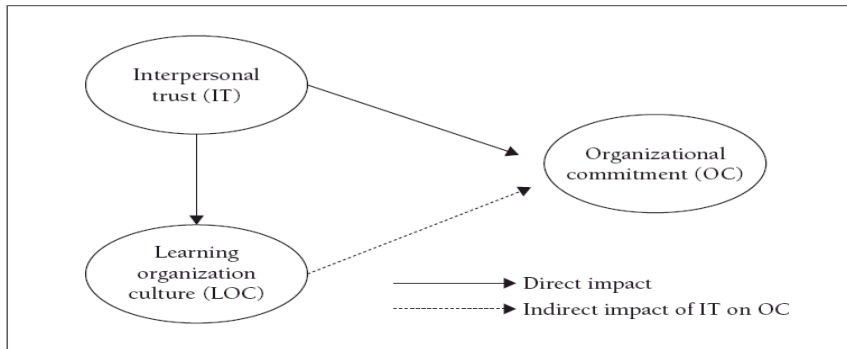 Interpersonal
trust (IT)
Organizational
commitment (OC)
Learning
organization
culture (LOC)
Direct impact
Indirect impact of IT on OC